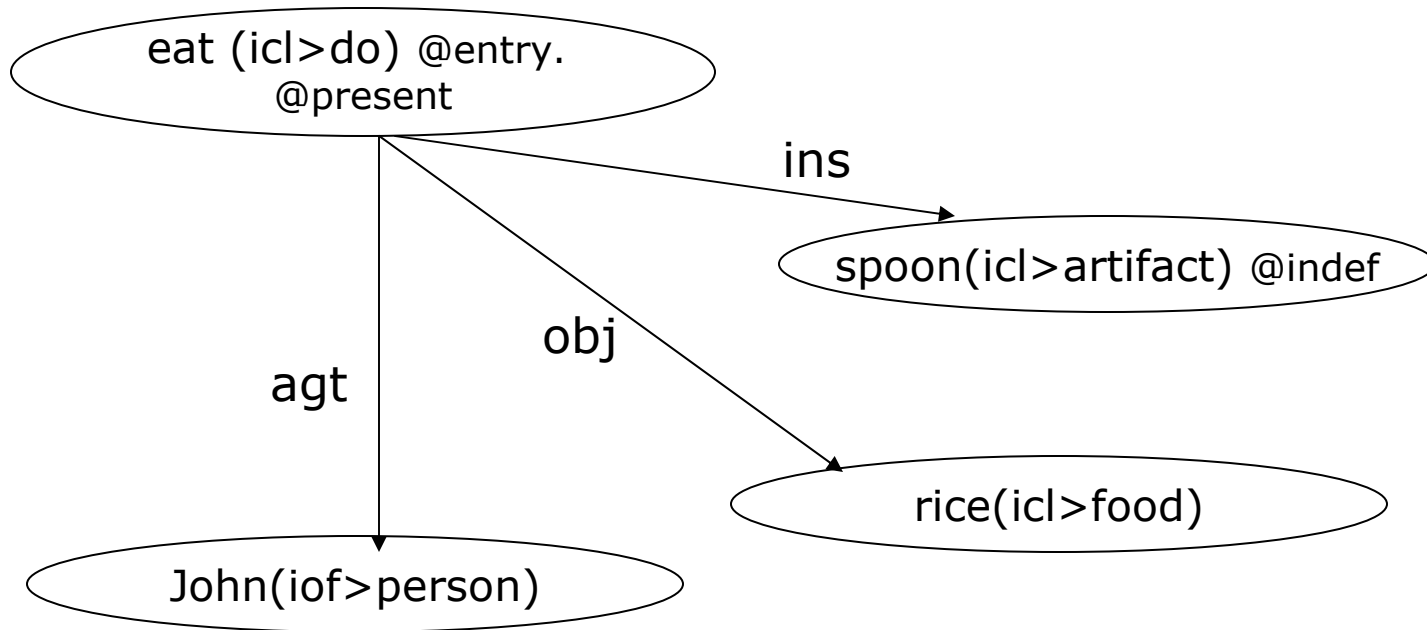 eat (icl>do) @entry.
@present
ins
spoon(icl>artifact) @indef
obj
agt
rice(icl>food)
John(iof>person)